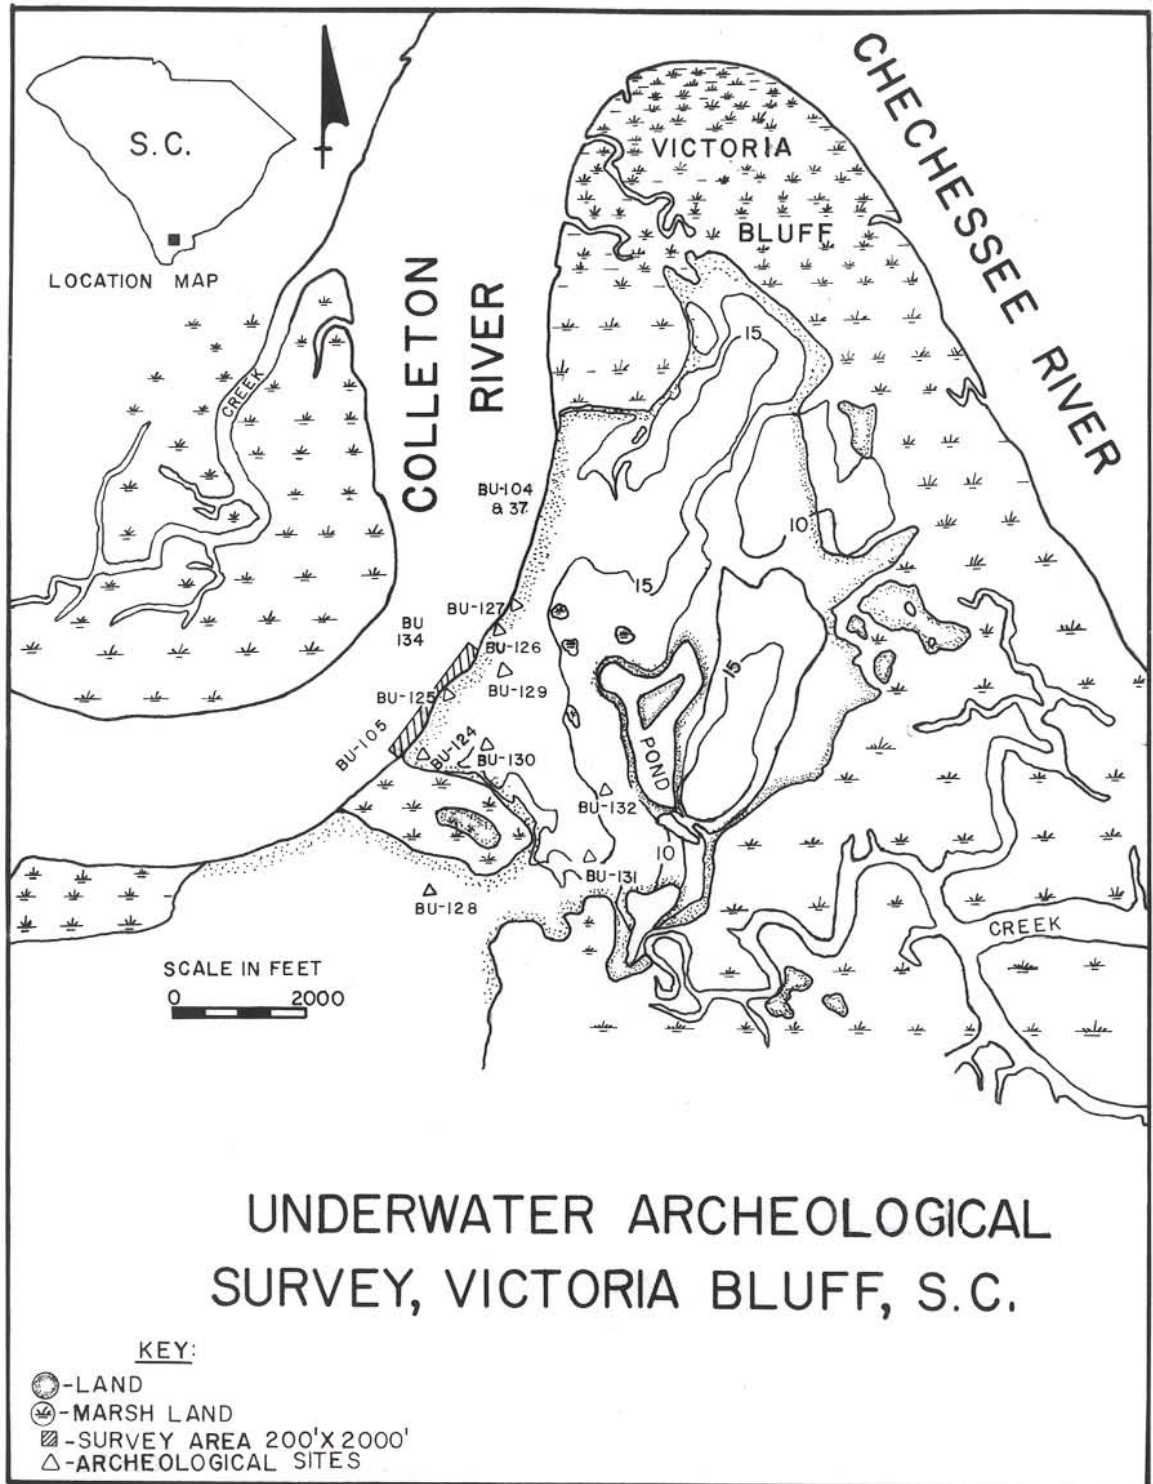 S.C.
LOCATION MAP
VICTORIA
BLUFF
CHECHESSEE RIVER
COLLETON
RIVER
CREEK
15
BU-104
& 37
10
15
BU-127
BU
134
BU-126
BU-129
15
BU-125
BU-105
BU-124
BU-130
POND
BU-132
10
BU-131
BU-128
CREEK
SCALE IN FEET
0 2000
UNDERWATER ARCHEOLOGICAL
SURVEY, VICTORIA BLUFF, S.C.
KEY:
-LAND
-MARSH LAND
-SURVEY AREA 200'X 2000'
-ARCHEOLOGICAL SITES